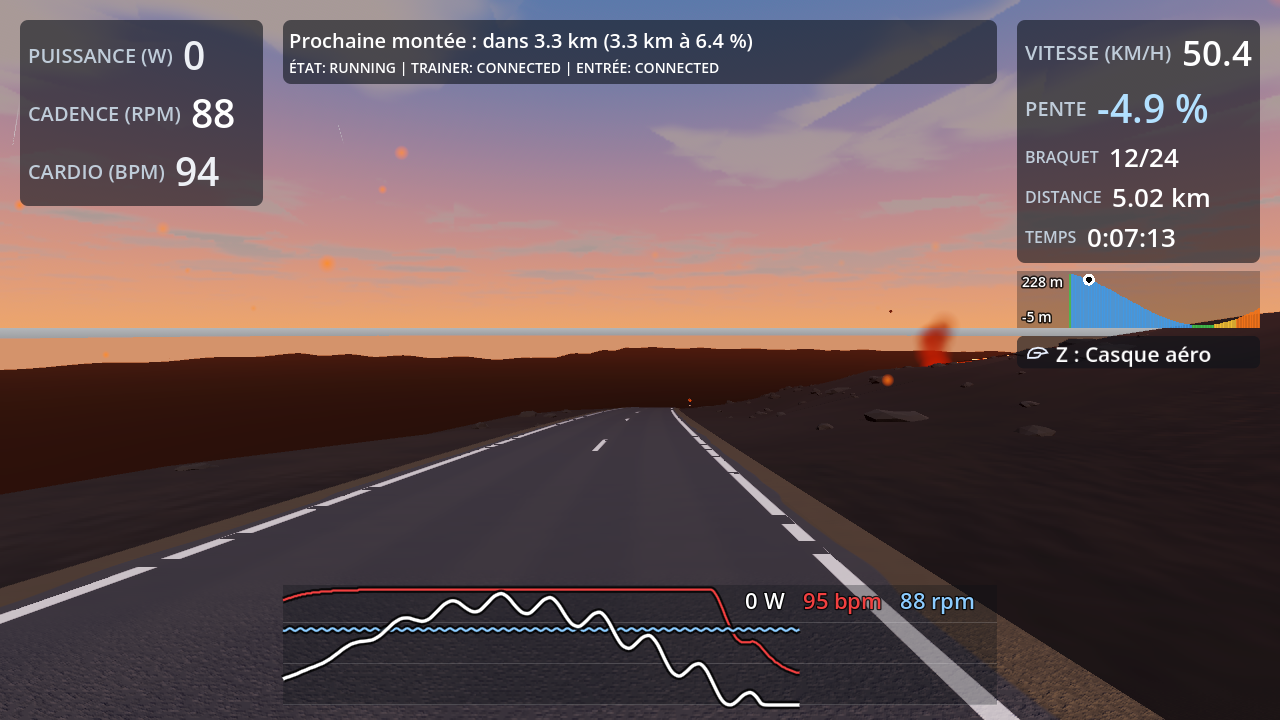 PUISSANCE (W) 0
CADENCE (RPM) 88
CARDIO (BPM) 94
Prochaine montée : dans 3.3 km (3.3 km à 6.4 %)
ÉTAT: RUNNING | TRAINER: CONNECTED | ENTRÉE: CONNECTED
VITESSE (KM/H) 50.4
PENTE -4.9 %
BRAQUET 12/24
DISTANCE 5.02 km
TEMPS 0:07:13
228 m
-5 m
Z : Casque aéro
0 W 95 bpm 88 rpm